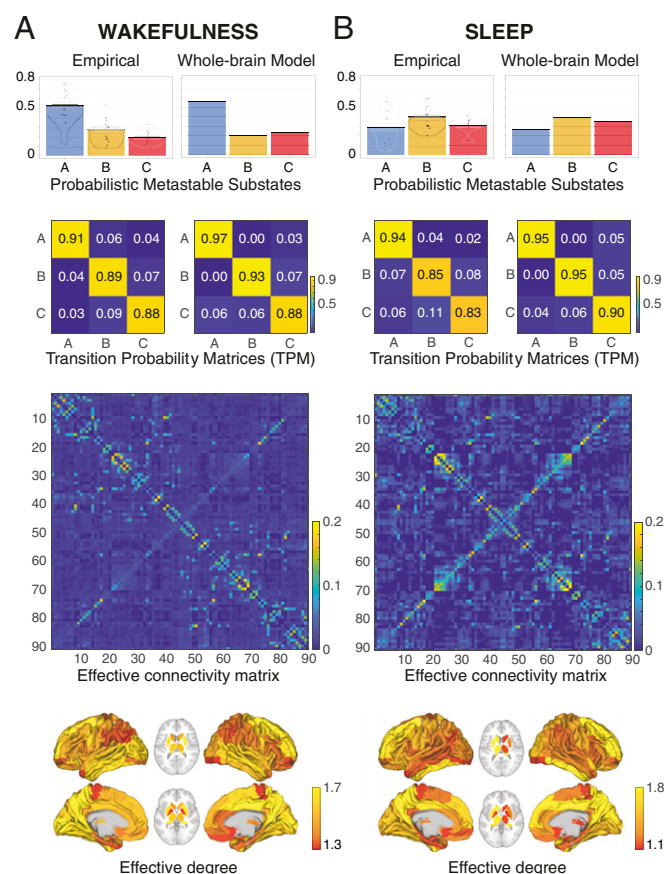 A WAKEFULNESS B SLEEP
Empirical Whole-brain Model Empirical Whole-brain Model
0.8 0.8
0.5 0.5
0 0
A B C A B C A B C A B C
Probabilistic Metastable Substates Probabilistic Metastable Substates
A 0.91 0.06 0.04 A 0.97 0.00 0.03 A 0.94 0.04 0.02 A 0.95 0.00 0.05
B 0.04 0.89 0.07 B 0.00 0.93 0.07 B 0.07 0.85 0.08 B 0.00 0.95 0.05
0.9 0.9
0.5 0.5
C 0.03 0.09 0.88 C 0.06 0.06 0.88 C 0.06 0.11 0.83 C 0.04 0.06 0.90
A B C A B C A B C A B C
Transition Probability Matrices (TPM) Transition Probability Matrices (TPM)
10 10
20 20
30 30
40 40
50 50
0.2 0.2
60 60
70 0.1 70 0.1
80 80
90 0 90 0
10 20 30 40 50 60 70 80 90 10 20 30 40 50 60 70 80 90
Effective connectivity matrix Effective connectivity matrix
1.7 1.8
1.3 1.1
Effective degree Effective degree